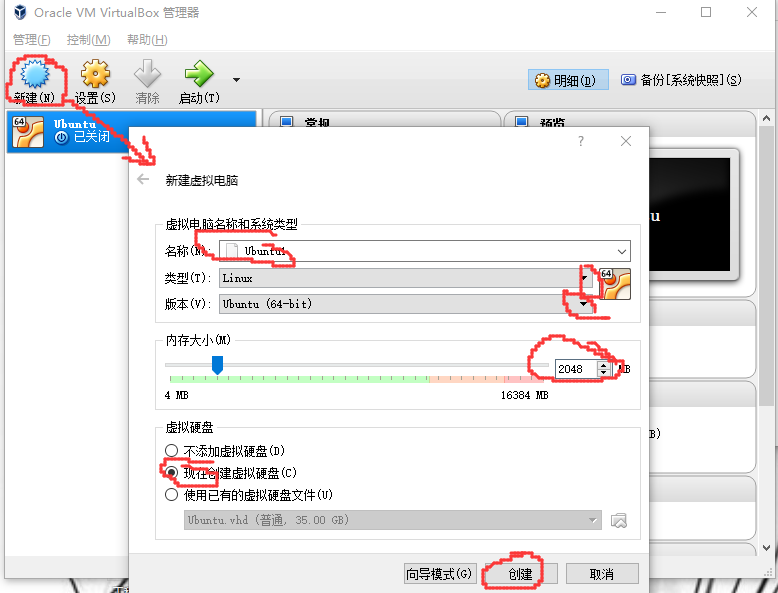 Oracle VM VirtualBox 管理器
管理(F) 控制(M) 帮助(H)
新建(N) 设置(S) 清除 启动(T) 明细(D) 备份[系统快照](S)
64 Ubuntu
已关闭
常规 预览
?
新建虚拟电脑
虚拟电脑名称和系统类型
名称(N): Ubuntu1
类型(T): Linux
64
版本(V): Ubuntu (64-bit)
内存大小(M)
2048 MB
4 MB 16384 MB
虚拟硬盘
不添加虚拟硬盘(D)
现在创建虚拟硬盘(C)
使用已有的虚拟硬盘文件(U)
Ubuntu.vhd (普通, 35.00 GB)
向导模式(G) 创建 取消